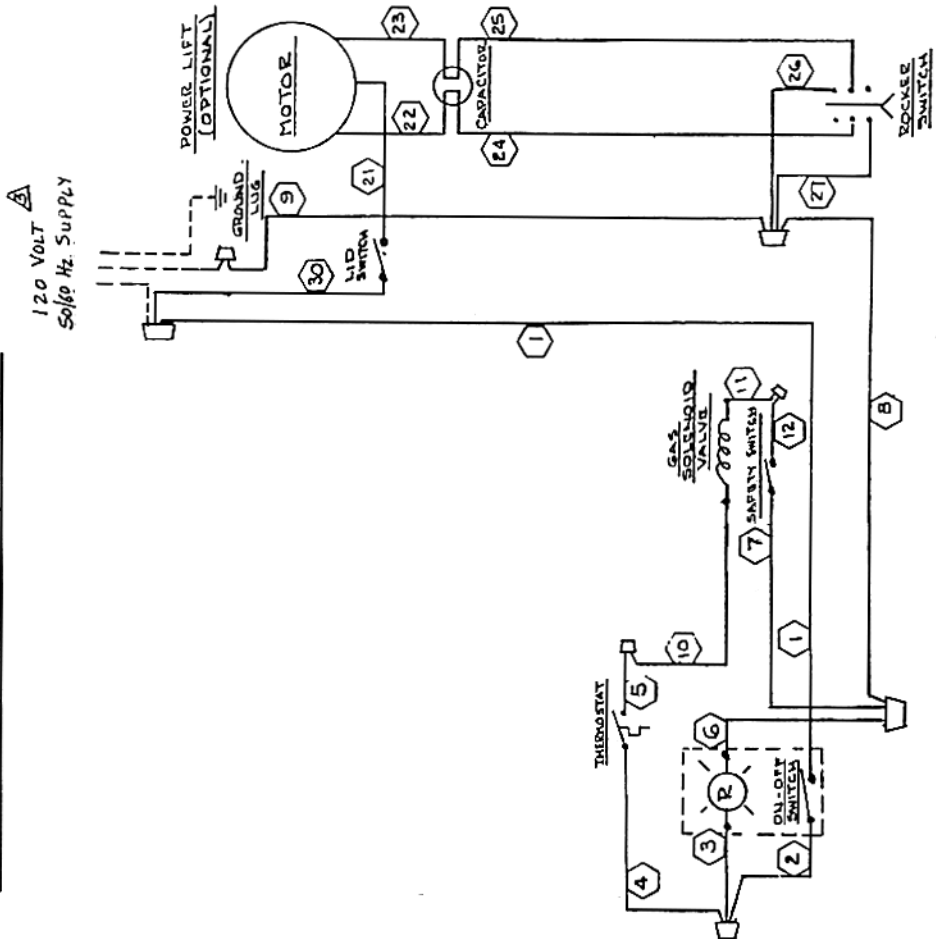 120 VOLT 3
50/60 Hz. SUPPLY
POWER LIFT
(OPTIONAL)
MOTOR
23
22
25
CAPACITOR
24
26
27
ROCKER
SWITCH
GROUND
LUG
9
21
LID
SWITCH
30
1
8
GAS
SOLENOID
VALVE
11
12
SAFETY SWITCH
7
1
10
THERMOSTAT
5
6
R
ON-OFF
SWITCH
3
2
4